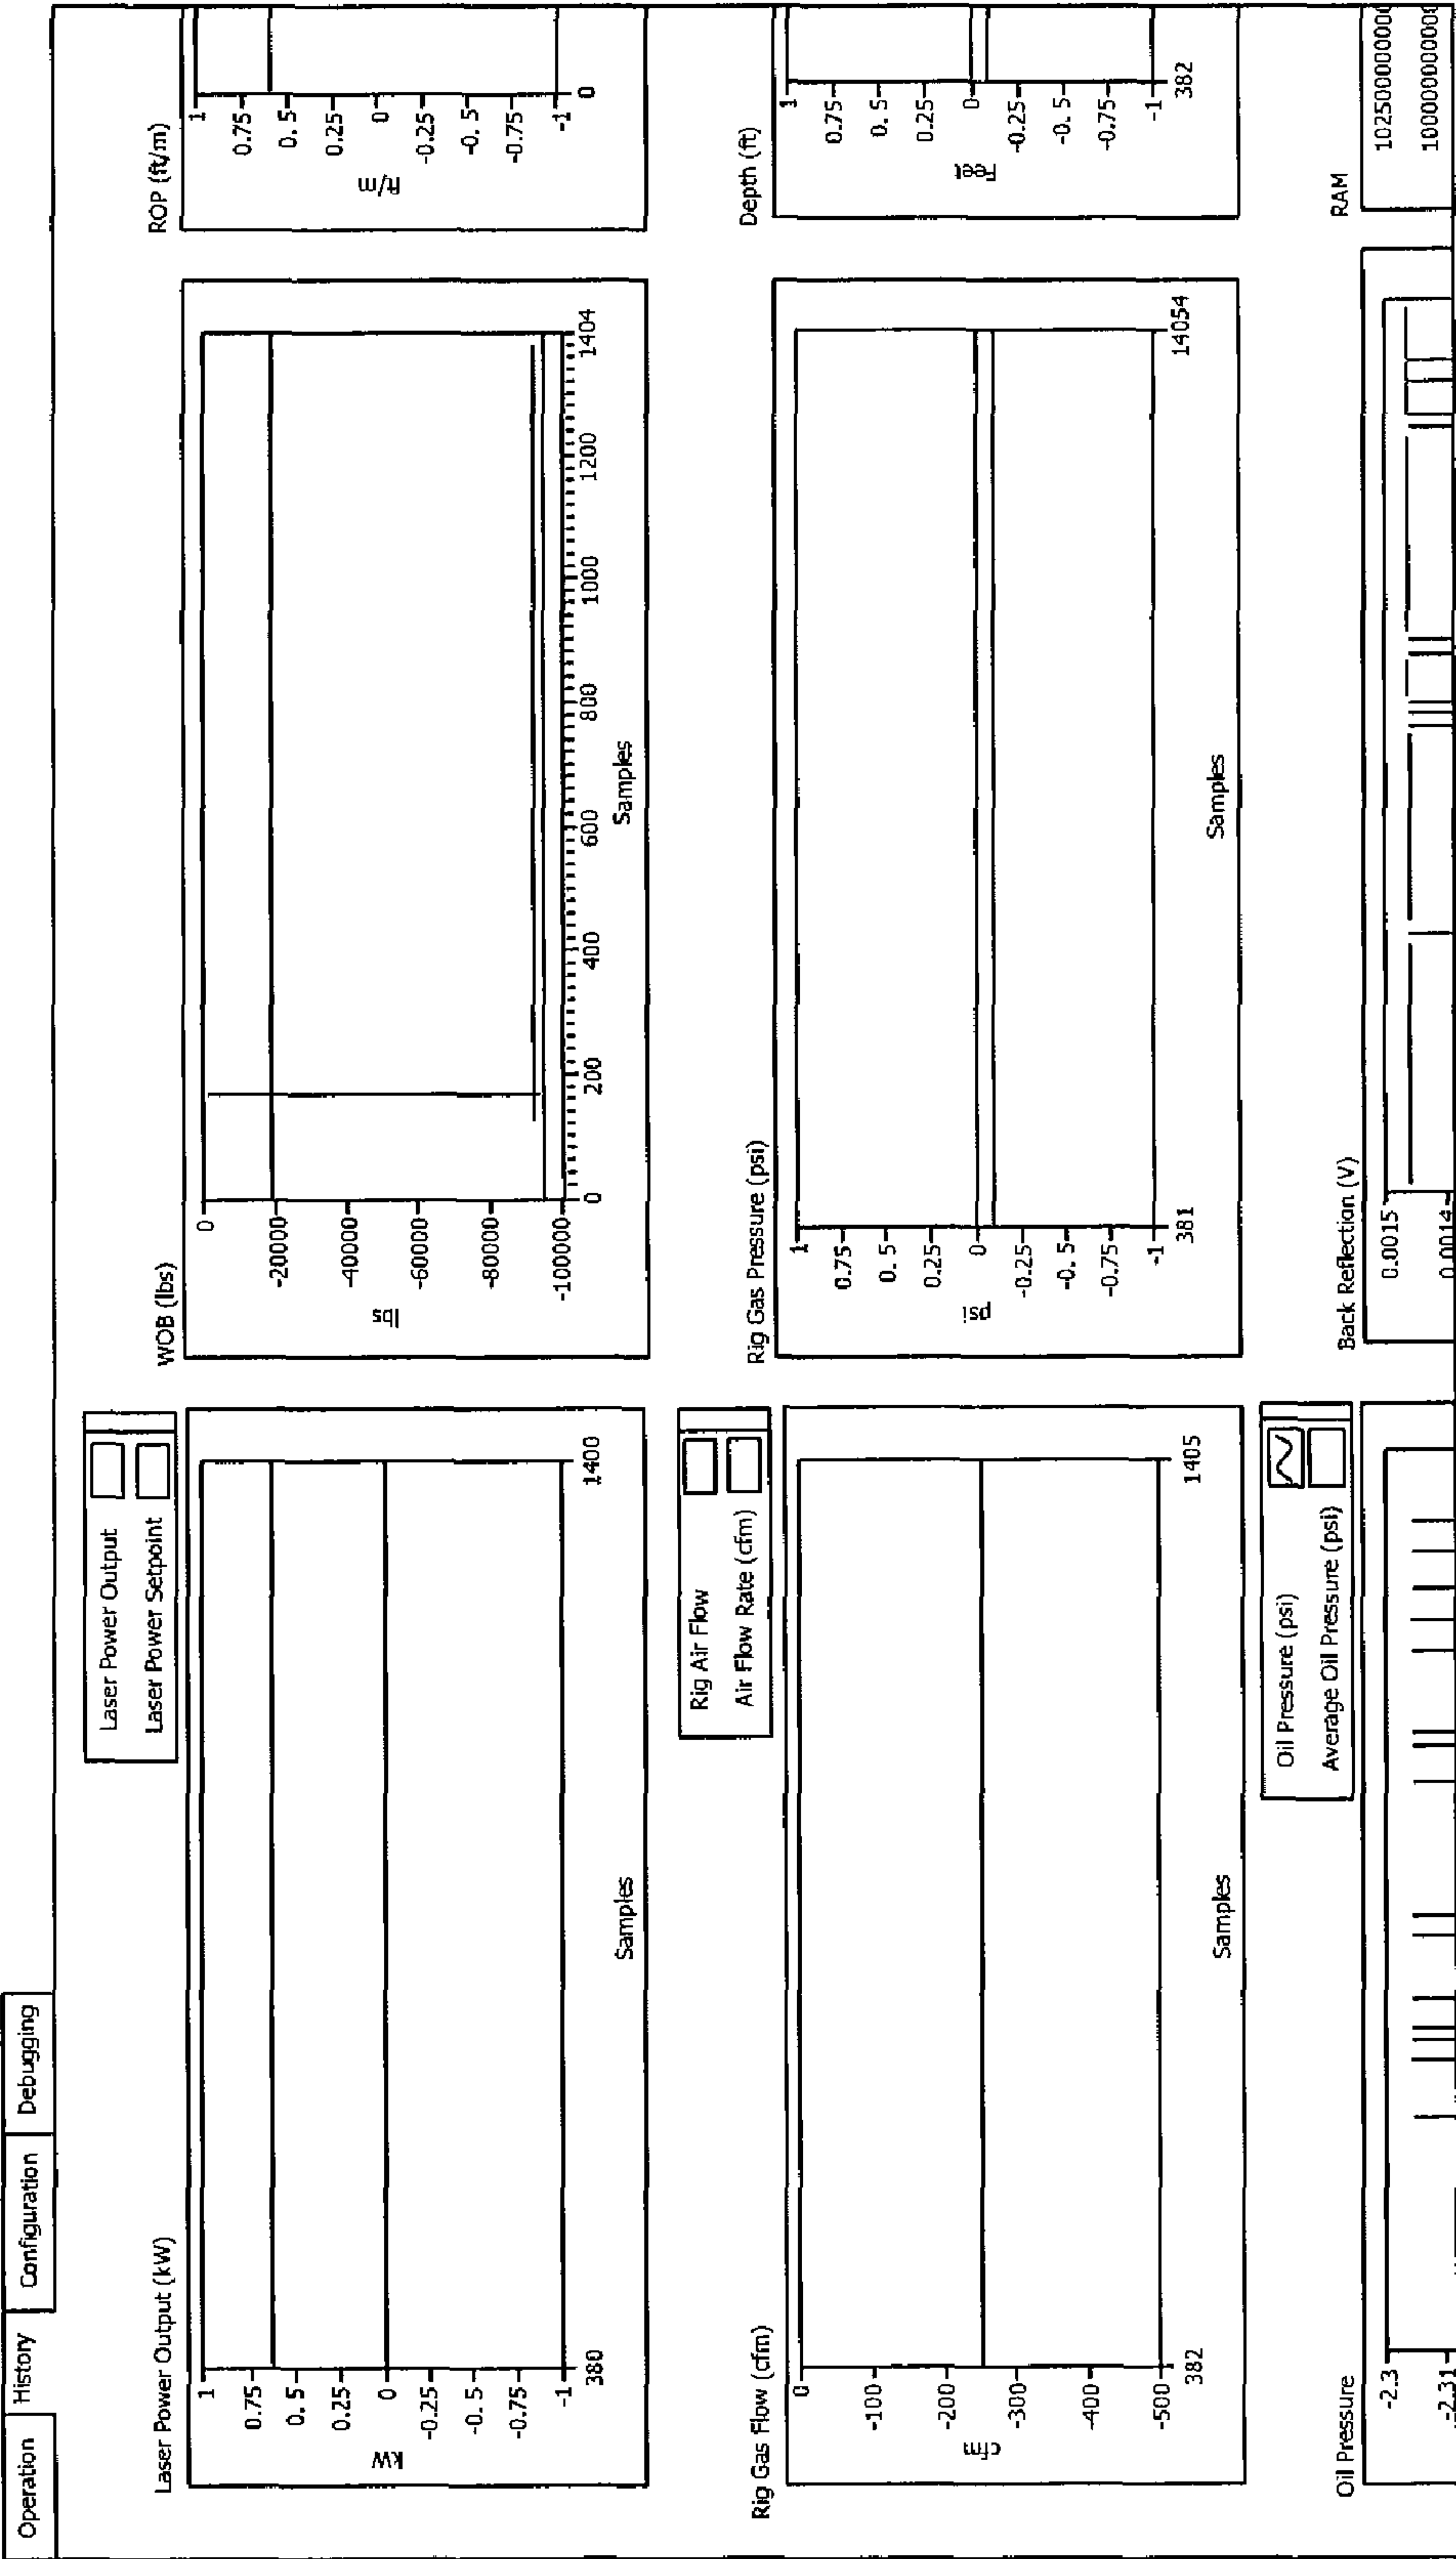 Operation
History
Configuration
Debugging
Laser Power Output (kW)
Laser Power Output
Laser Power Setpoint
kW
1
0.75
0.5
0.25
0
-0.25
-0.5
-0.75
-1
380
1400
Samples
WOB (lbs)
lbs
0
-20000
-40000
-60000
-80000
-100000
0
200
400
600
800
1000
1200
1404
Samples
ROP (ft/m)
ft/m
1
0.75
0.5
0.25
0
-0.25
-0.5
-0.75
-1
0
Rig Gas Flow (cfm)
Rig Air Flow
Air Flow Rate (cfm)
cfm
0
-100
-200
-300
-400
-500
382
1405
Samples
Rig Gas Pressure (psi)
psi
1
0.75
0.5
0.25
0
-0.25
-0.5
-0.75
-1
381
14054
Samples
Depth (ft)
Feet
1
0.75
0.5
0.25
0
-0.25
-0.5
-0.75
-1
382
Oil Pressure
Oil Pressure (psi)
Average Oil Pressure (psi)
-2.3
-2.31
Back Reflection (V)
0.0015
0.0014
RAM
10250000000
10000000000